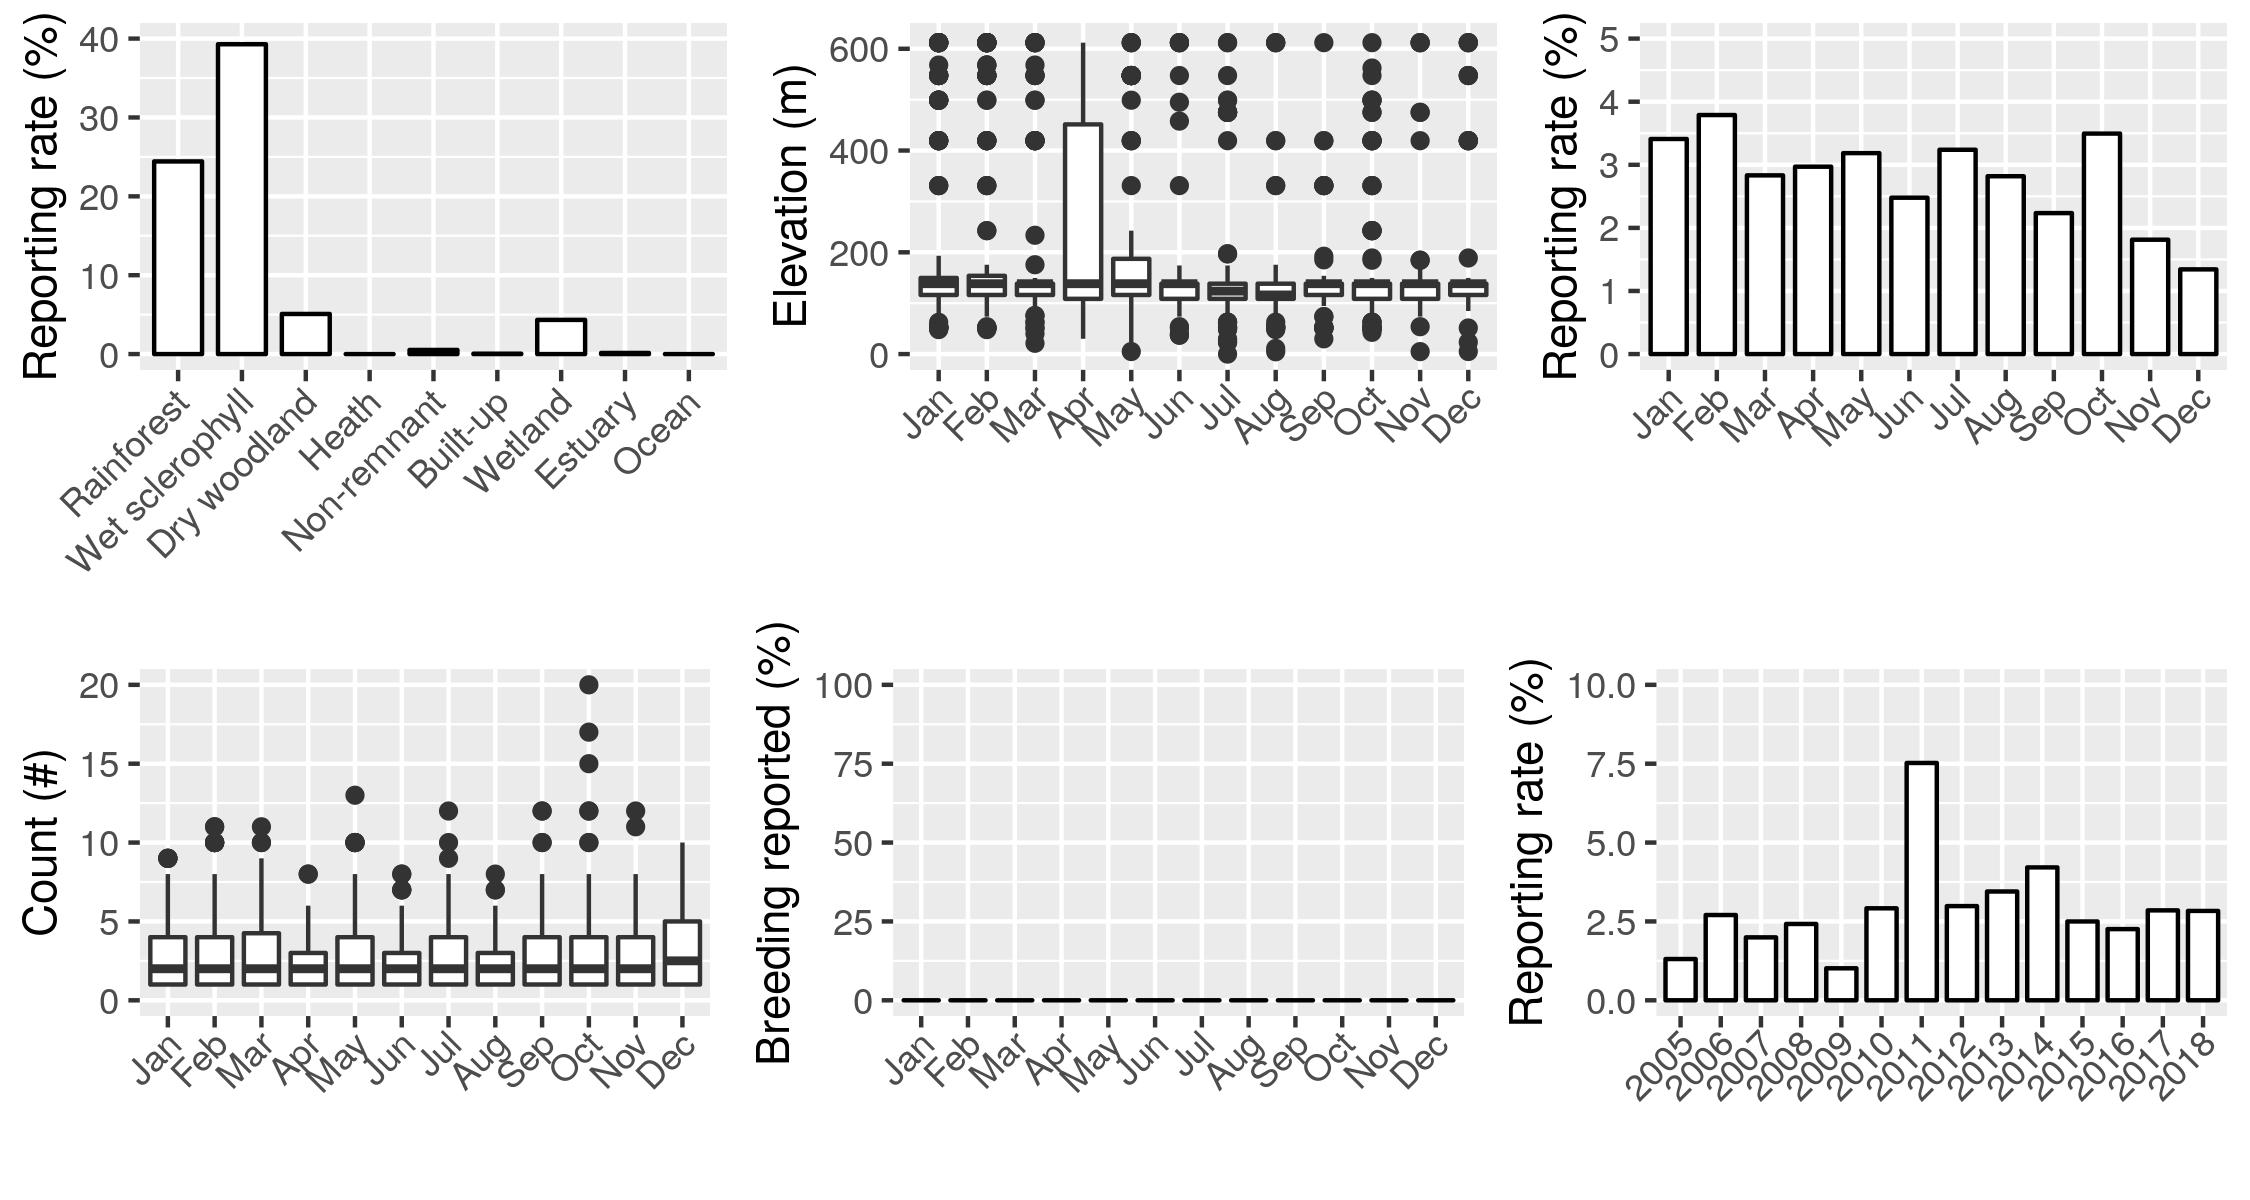 Reporting rate (%)
40
30
20
10
0
Rainforest
Wet sclerophyll
Dry woodland
Heath
Non-remnant
Built-up
Wetland
Estuary
Ocean
Elevation (m)
600
400
200
0
Jan
Feb
Mar
Apr
May
Jun
Jul
Aug
Sep
Oct
Nov
Dec
Reporting rate (%)
5
4
3
2
1
0
Jan
Feb
Mar
Apr
May
Jun
Jul
Aug
Sep
Oct
Nov
Dec
Count (#)
20
15
10
5
0
Jan
Feb
Mar
Apr
May
Jun
Jul
Aug
Sep
Oct
Nov
Dec
Breeding reported (%)
100
75
50
25
0
Jan
Feb
Mar
Apr
May
Jun
Jul
Aug
Sep
Oct
Nov
Dec
Reporting rate (%)
10.0
7.5
5.0
2.5
0.0
2005
2006
2007
2008
2009
2010
2011
2012
2013
2014
2015
2016
2017
2018